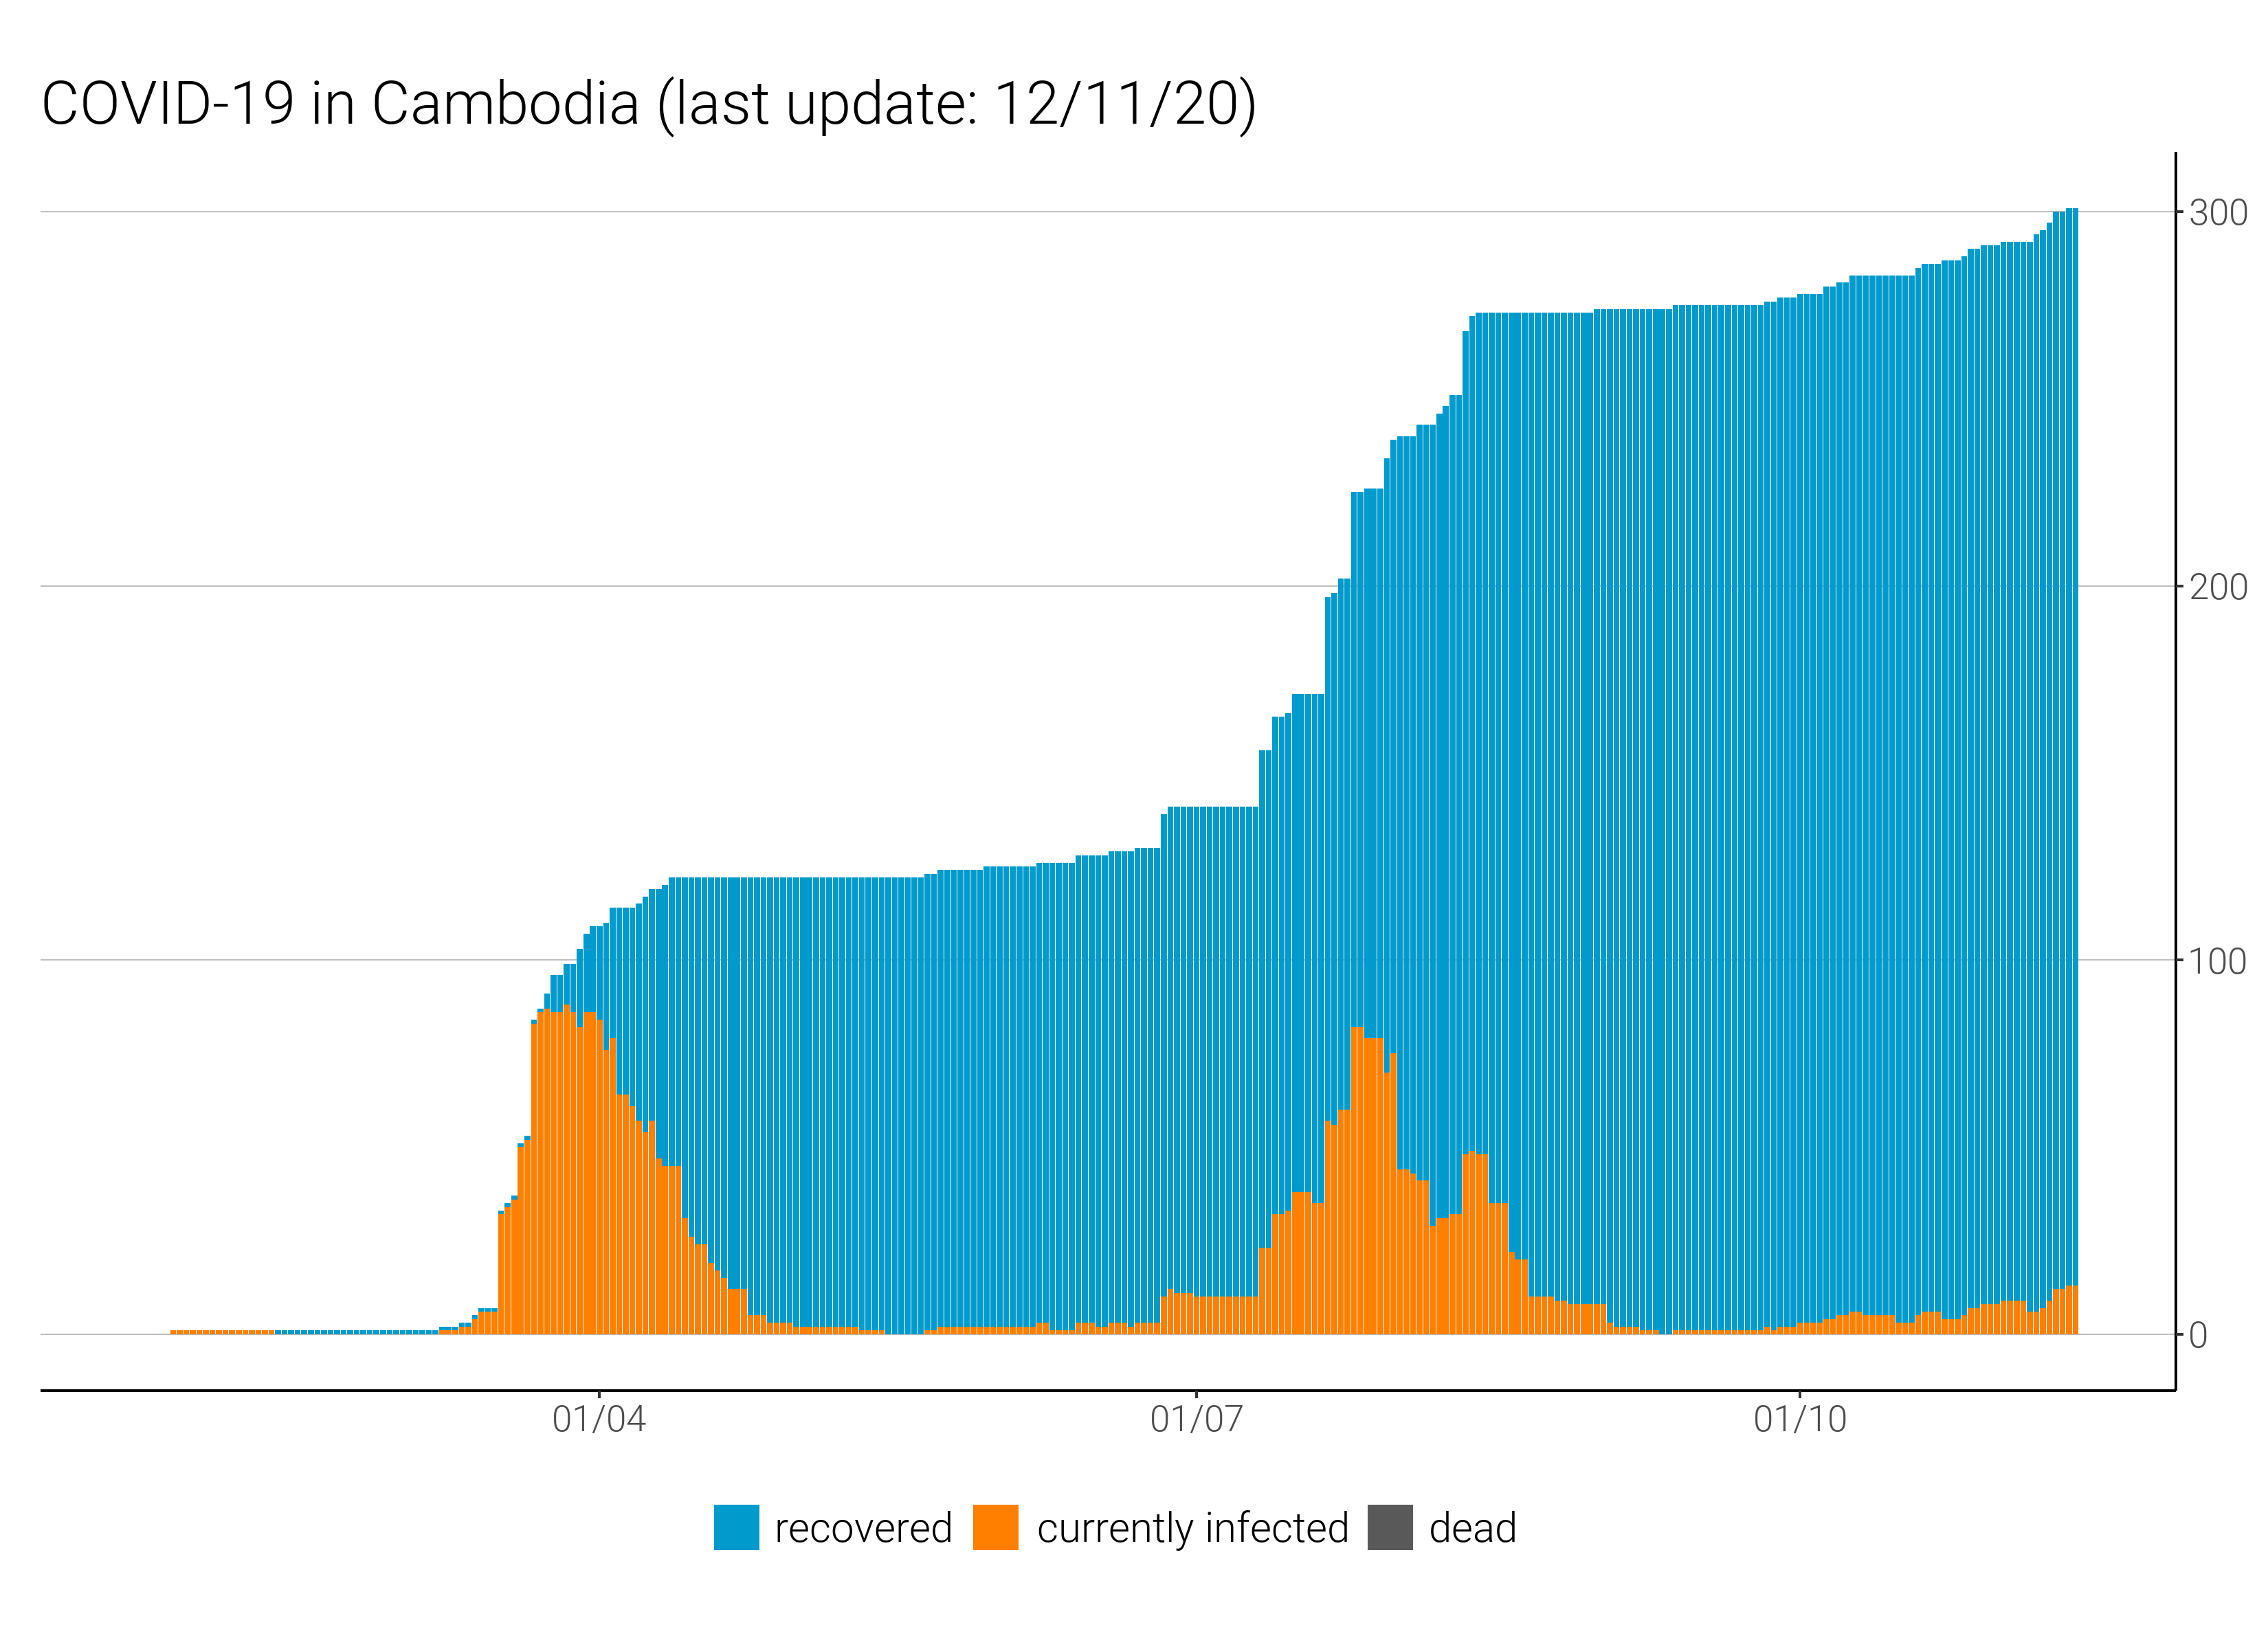 COVID-19 in Cambodia (last update: 12/11/20)
300
200
100
0
01/04 01/07 01/10
recovered currently infected dead